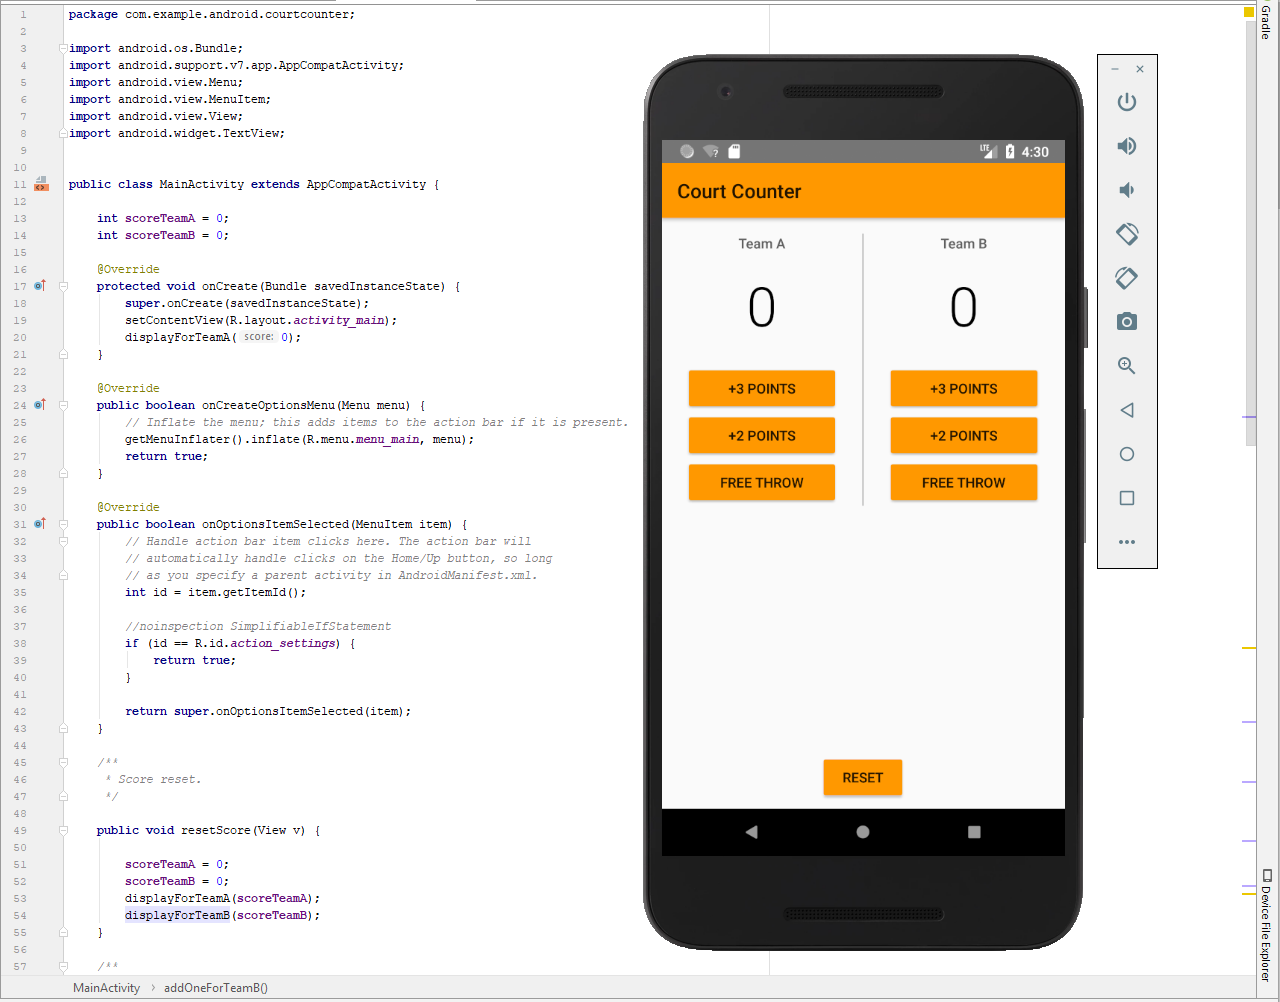 1 package com.example.android.courtcounter;
2
3 import android.os.Bundle;
4 import android.support.v7.app.AppCompatActivity;
5 import android.view.Menu;
6 import android.view.MenuItem;
7 import android.view.View;
8 import android.widget.TextView;
9
10
11 public class MainActivity extends AppCompatActivity {
12
13 int scoreTeamA = 0;
14 int scoreTeamB = 0;
15
16 @Override
17 protected void onCreate(Bundle savedInstanceState) {
18 super.onCreate(savedInstanceState);
19 setContentView(R.layout.activity_main);
20 displayForTeamA( score: 0);
21 }
22
23 @Override
24 public boolean onCreateOptionsMenu(Menu menu) {
25 // Inflate the menu; this adds items to the action bar if it is present.
26 getMenuInflater().inflate(R.menu.menu_main, menu);
27 return true;
28 }
29
30 @Override
31 public boolean onOptionsItemSelected(MenuItem item) {
32 // Handle action bar item clicks here. The action bar will
33 // automatically handle clicks on the Home/Up button, so long
34 // as you specify a parent activity in AndroidManifest.xml.
35 int id = item.getItemId();
36
37 //noinspection SimplifiableIfStatement
38 if (id == R.id.action_settings) {
39 return true;
40 }
41
42 return super.onOptionsItemSelected(item);
43 }
44
45 /**
46 * Score reset.
47 */
48
49 public void resetScore(View v) {
50
51 scoreTeamA = 0;
52 scoreTeamB = 0;
53 displayForTeamA(scoreTeamA);
54 displayForTeamB(scoreTeamB);
55 }
56
57 /**
MainActivity › addOneForTeamB()
LTE 4:30
Court Counter
Team A Team B
0 0
+3 POINTS +3 POINTS
+2 POINTS +2 POINTS
FREE THROW FREE THROW
RESET
Gradle
Device File Explorer